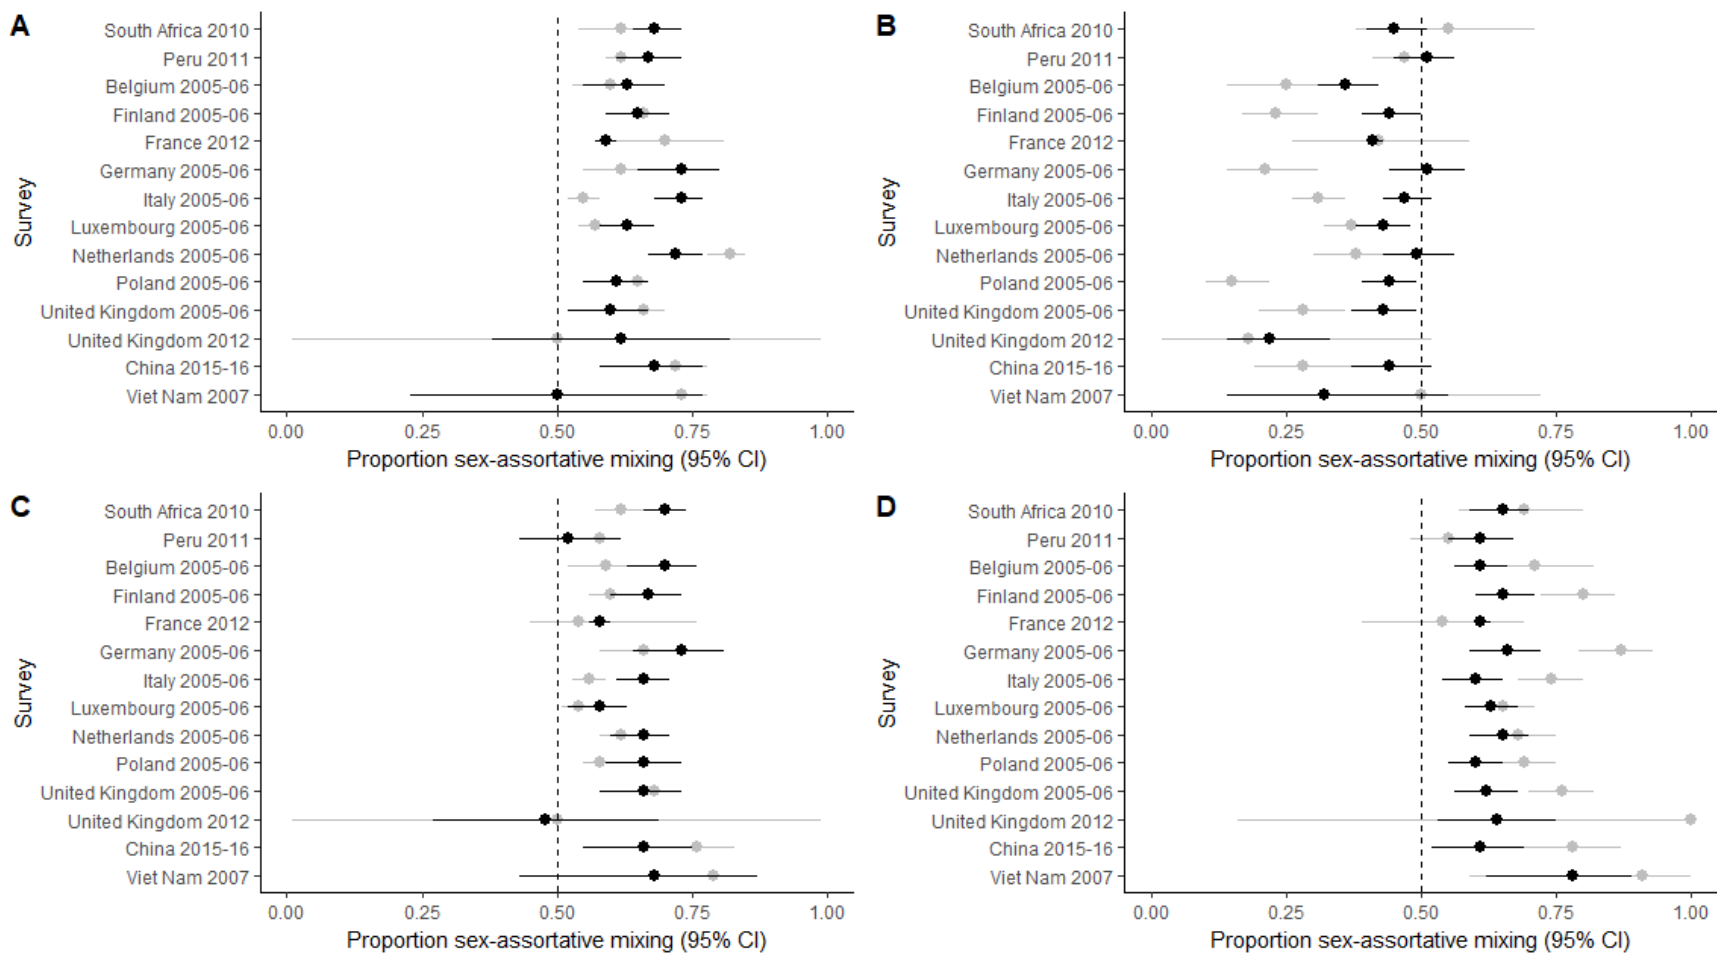 A
South Africa 2010
Peru 2011
Belgium 2005-06
Finland 2005-06
France 2012
Germany 2005-06
Italy 2005-06
Luxembourg 2005-06
Netherlands 2005-06
Poland 2005-06
United Kingdom 2005-06
United Kingdom 2012
China 2015-16
Viet Nam 2007
Survey
0.00 0.25 0.50 0.75 1.00
Proportion sex-assortative mixing (95% CI)
B
South Africa 2010
Peru 2011
Belgium 2005-06
Finland 2005-06
France 2012
Germany 2005-06
Italy 2005-06
Luxembourg 2005-06
Netherlands 2005-06
Poland 2005-06
United Kingdom 2005-06
United Kingdom 2012
China 2015-16
Viet Nam 2007
Survey
0.00 0.25 0.50 0.75 1.00
Proportion sex-assortative mixing (95% CI)
C
South Africa 2010
Peru 2011
Belgium 2005-06
Finland 2005-06
France 2012
Germany 2005-06
Italy 2005-06
Luxembourg 2005-06
Netherlands 2005-06
Poland 2005-06
United Kingdom 2005-06
United Kingdom 2012
China 2015-16
Viet Nam 2007
Survey
0.00 0.25 0.50 0.75 1.00
Proportion sex-assortative mixing (95% CI)
D
South Africa 2010
Peru 2011
Belgium 2005-06
Finland 2005-06
France 2012
Germany 2005-06
Italy 2005-06
Luxembourg 2005-06
Netherlands 2005-06
Poland 2005-06
United Kingdom 2005-06
United Kingdom 2012
China 2015-16
Viet Nam 2007
Survey
0.00 0.25 0.50 0.75 1.00
Proportion sex-assortative mixing (95% CI)